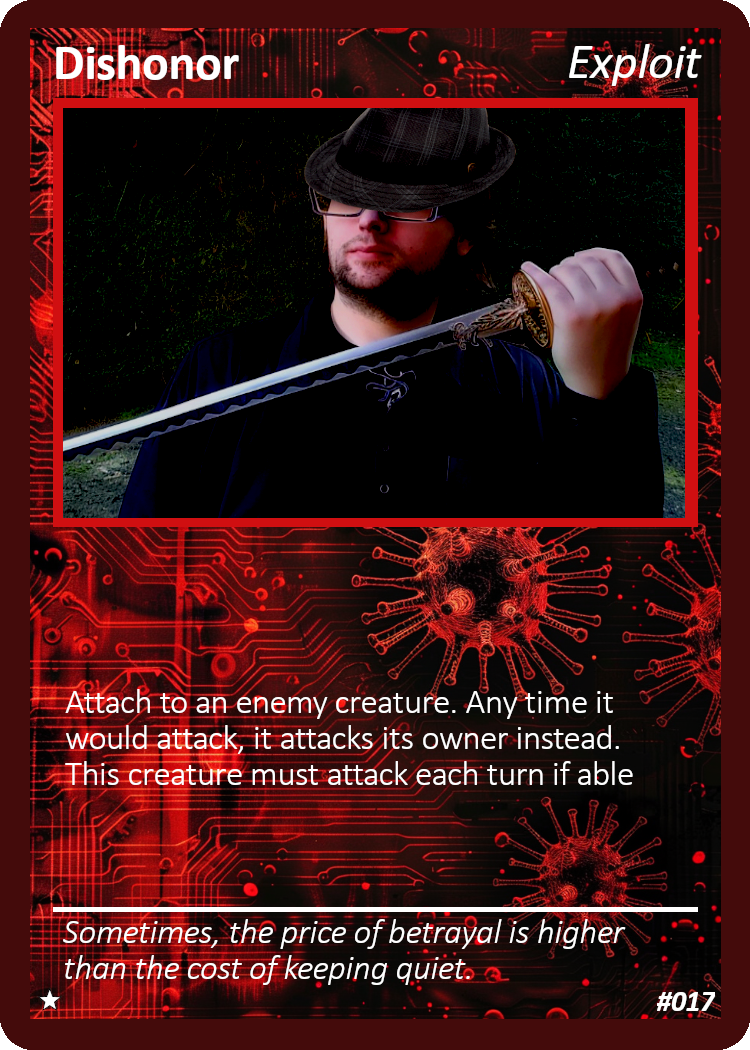 Dishonor
Exploit
Attach to an enemy creature. Any time it
would attack, it attacks its owner instead.
This creature must attack each turn if able
Sometimes, the price of betrayal is higher
than the cost of keeping quiet.
#017